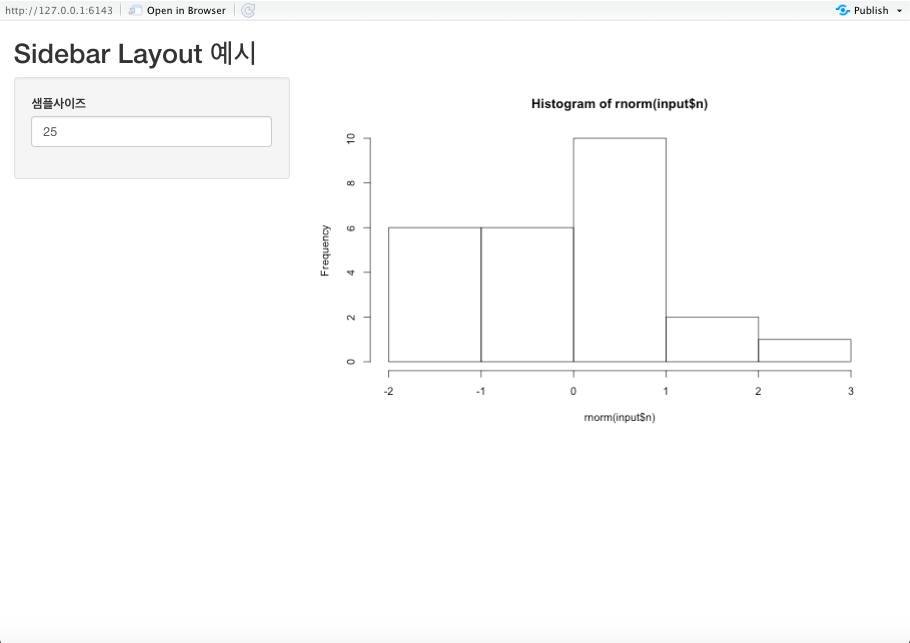 http://127.0.0.1:6143 Open in Browser Publish
Sidebar Layout 예시
샘플사이즈
25
Histogram of rnorm(input$n)
Frequency
10
8
6
4
2
0
-2 -1 0 1 2 3
rnorm(input$n)